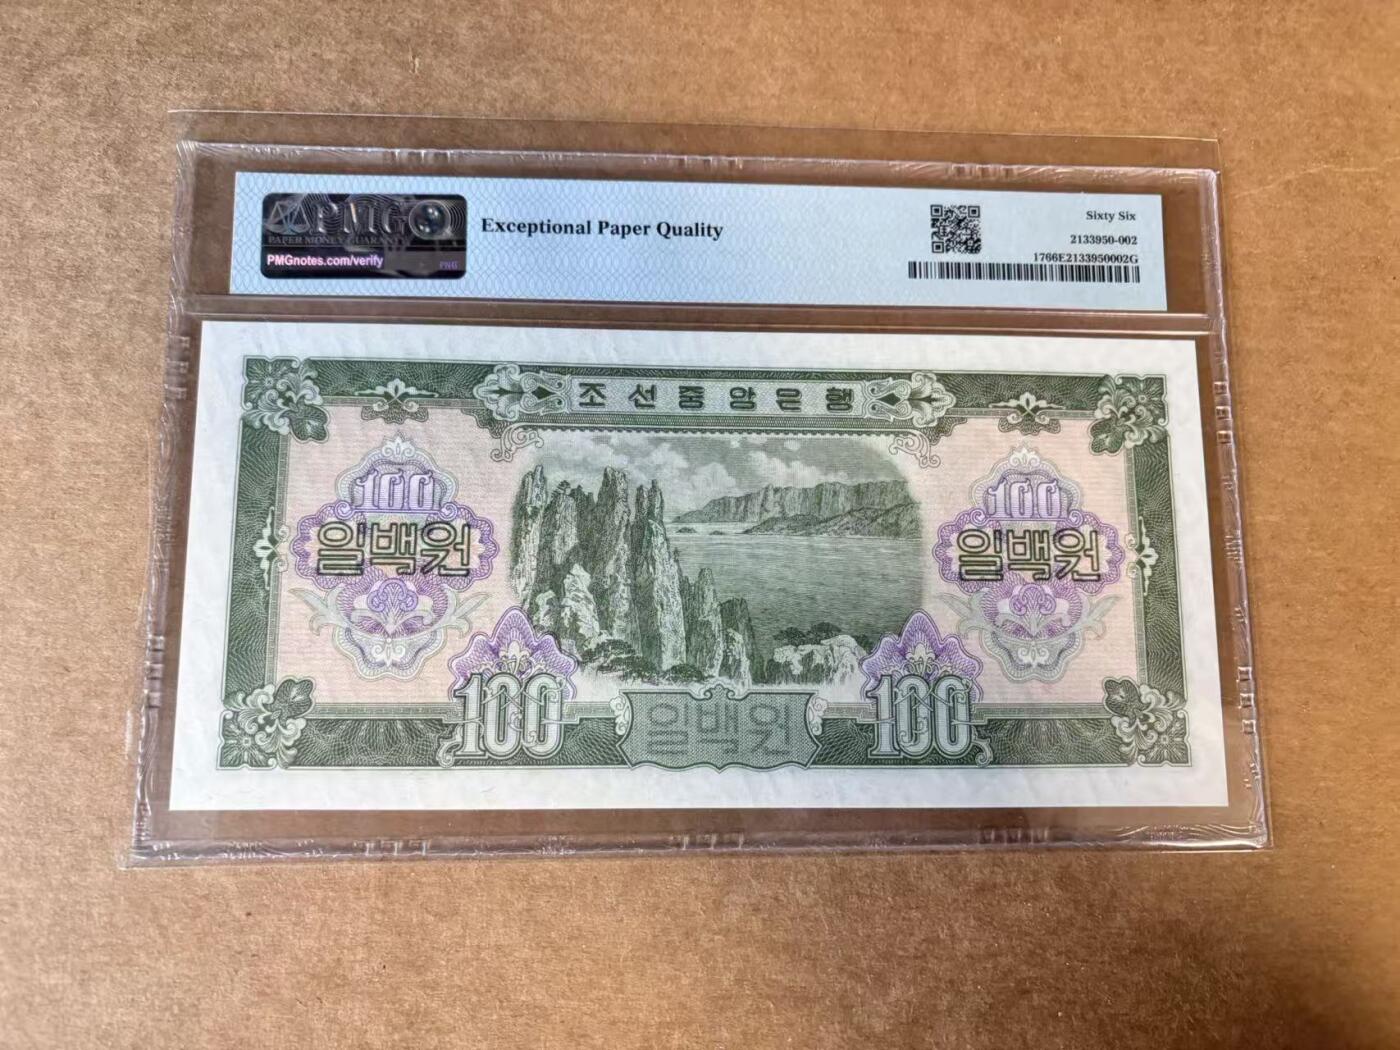 PMG
PAPER MONEY GUARANTY
PMGnotes.com/verify
PMG
Exceptional Paper Quality
Sixty Six
2133950-002
1766E2133950002G
조선중앙은행
100
일백원
100
일백원
100
일백원
100